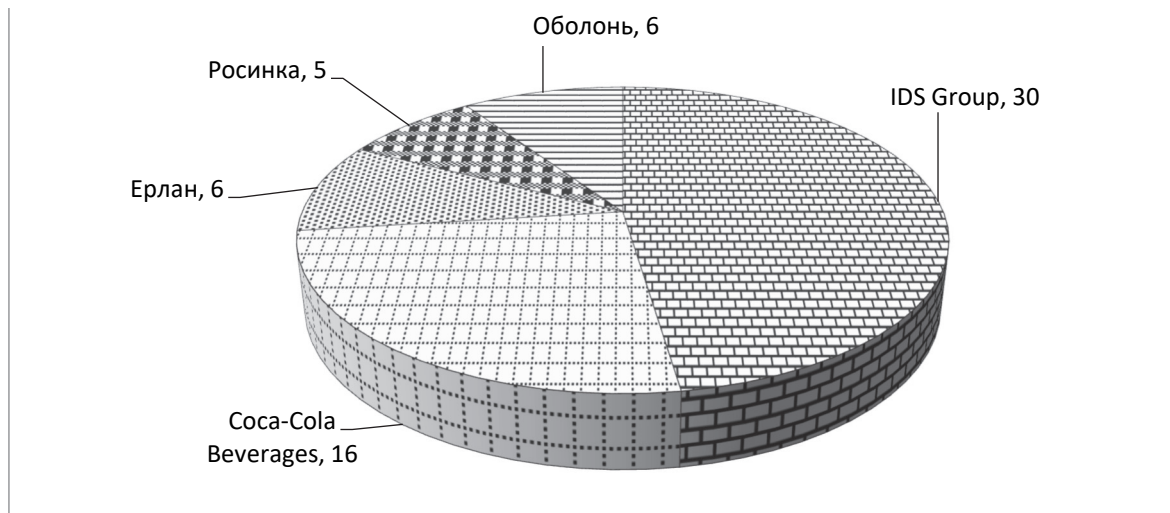 Оболонь, 6
Росинка, 5
IDS Group, 30
Ерлан, 6
Coca-Cola
Beverages, 16